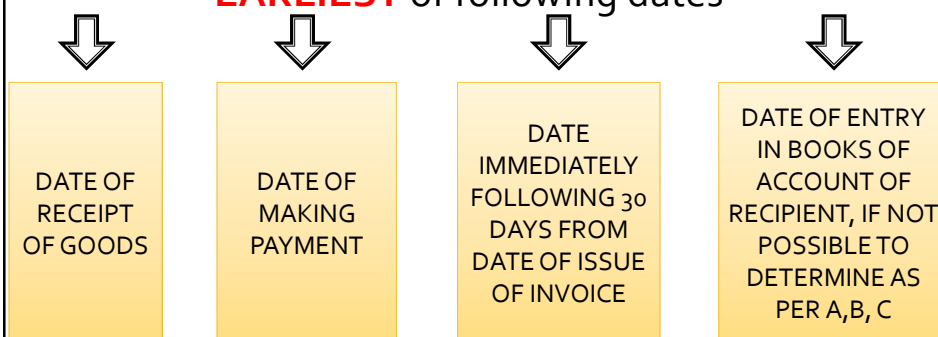 EARLIEST of following dates
DATE OF
RECEIPT
OF GOODS
DATE OF
MAKING
PAYMENT
DATE
IMMEDIATELY
FOLLOWING 30
DAYS FROM
DATE OF ISSUE
OF INVOICE
DATE OF ENTRY
IN BOOKS OF
ACCOUNT OF
RECIPIENT, IF NOT
POSSIBLE TO
DETERMINE AS
PER A,B, C